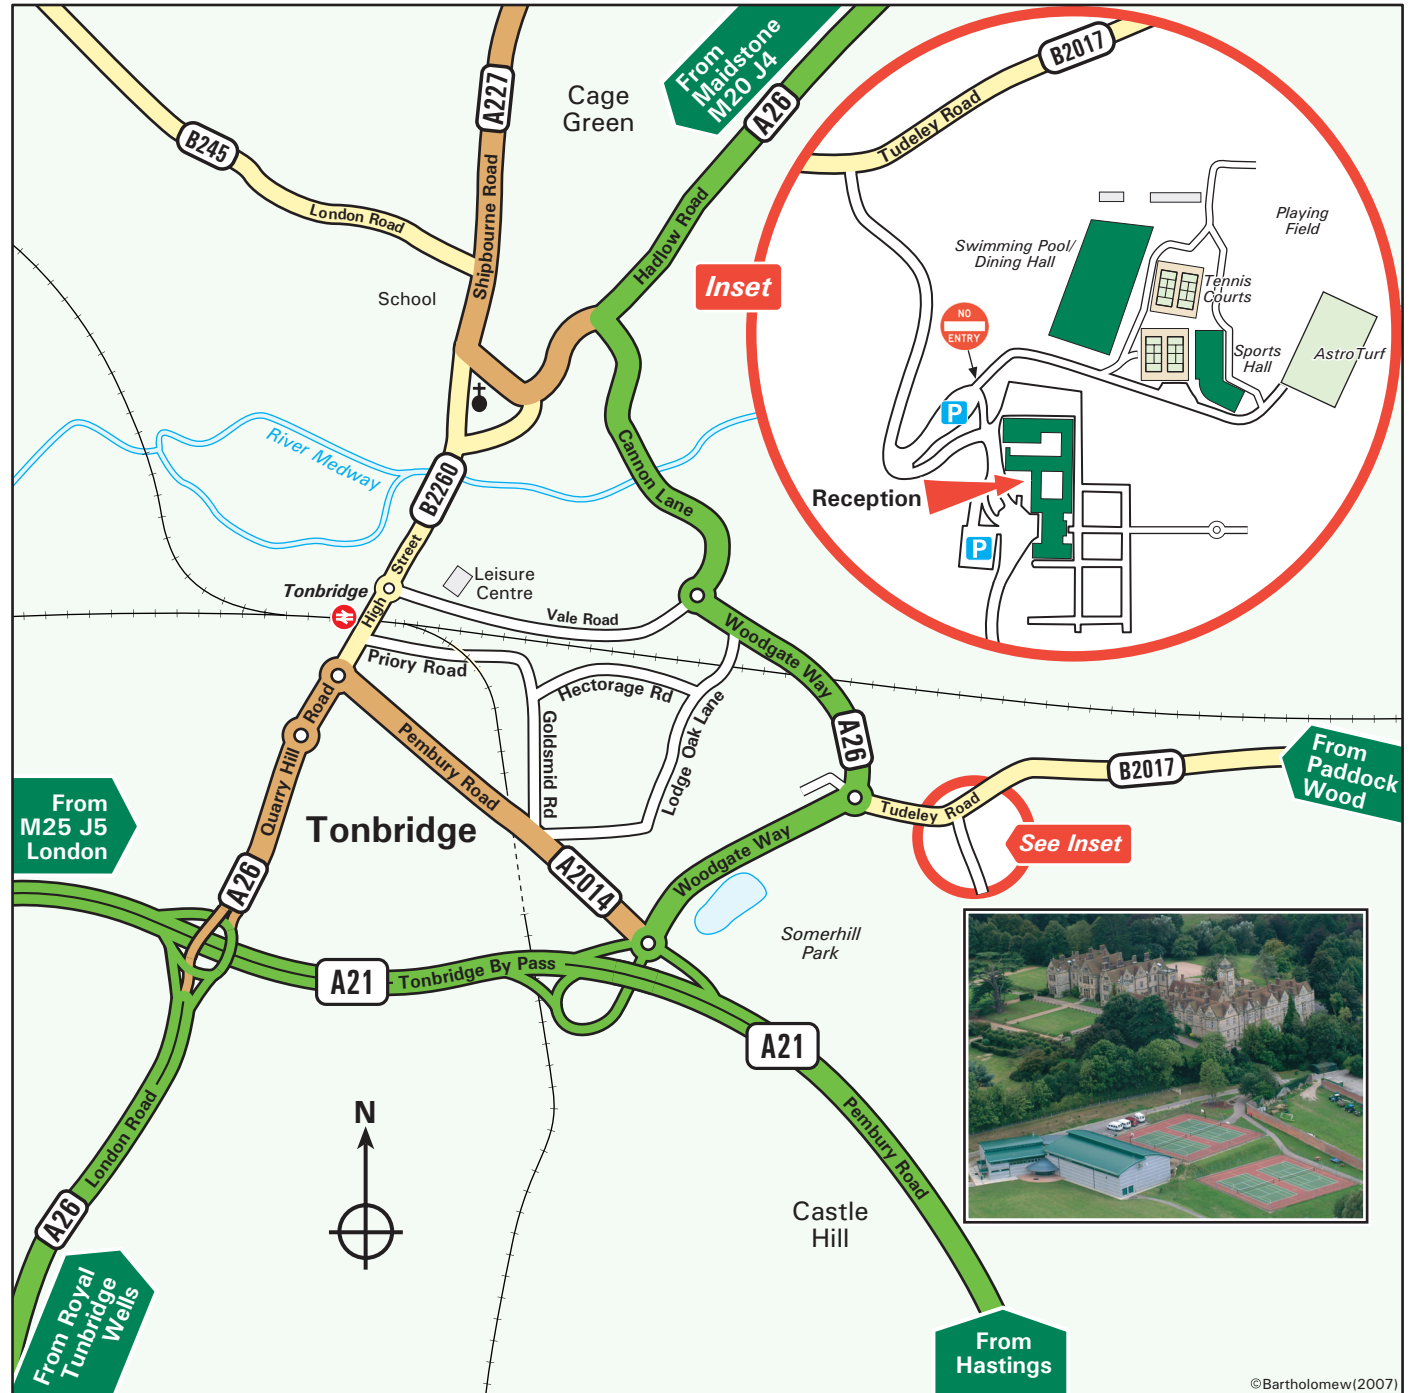 From
Maidstone
M20 J4
A227
A26
B2017
Cage
Green
B245
Tudeley Road
London Road
Shipbourne Road
Hadlow Road
Playing
Field
Swimming Pool/
Dining Hall
Inset
Tennis
Courts
School
NO
ENTRY
Sports
Hall
AstroTurf
P
River Medway
Cannon Lane
B2260
Reception
P
High Street
Leisure
Centre
Tonbridge
Vale Road
Woodgate Way
Priory Road
Hectorage Rd
Goldsmid Rd
Lodge Oak Lane
Quarry Hill Road
Pembury Road
A26
From
Paddock
Wood
B2017
Tudeley Road
From
M25 J5
London
Tonbridge
See Inset
Woodgate Way
A26
A2014
Somerhill
Park
A21
Tonbridge By Pass
A21
London Road
Pembury Road
N
A26
Castle
Hill
From Royal
Tunbridge
Wells
From
Hastings
©Bartholomew(2007)